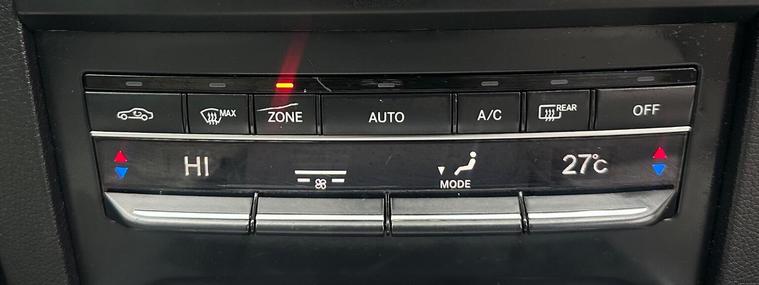 MAX
ZONE
AUTO
A/C
REAR
OFF
HI
MODE
27°C